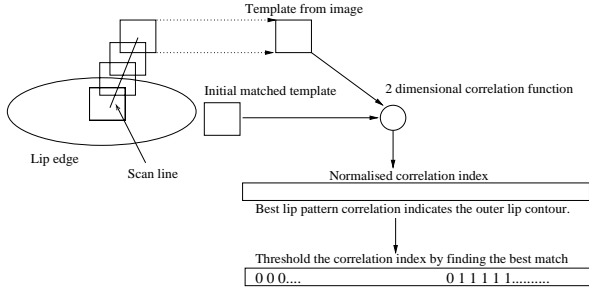 Template from image
Initial matched template
2 dimensional correlation function
Lip edge
Scan line
Normalised correlation index
Best lip pattern correlation indicates the outer lip contour.
Threshold the correlation index by finding the best match
0 0 0.... 0 1 1 1 1 1..........